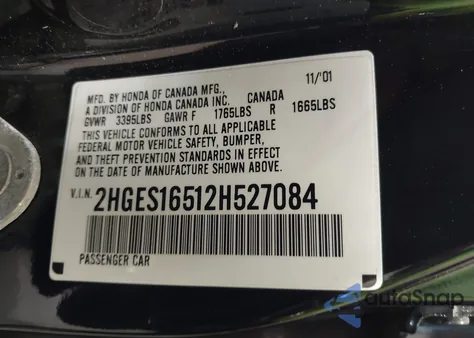 MFD. BY HONDA OF CANADA MFG., 11/'01
A DIVISION OF HONDA CANADA INC. CANADA
GVWR 3395LBS GAWR F 1765LBS R 1665LBS
THIS VEHICLE CONFORMS TO ALL APPLICABLE
FEDERAL MOTOR VEHICLE SAFETY, BUMPER,
AND THEFT PREVENTION STANDARDS IN EFFECT
ON THE DATE OF MANUFACTURE SHOWN ABOVE.
V.I.N. 2HGES16512H527084
PASSENGER CAR
autoSnap